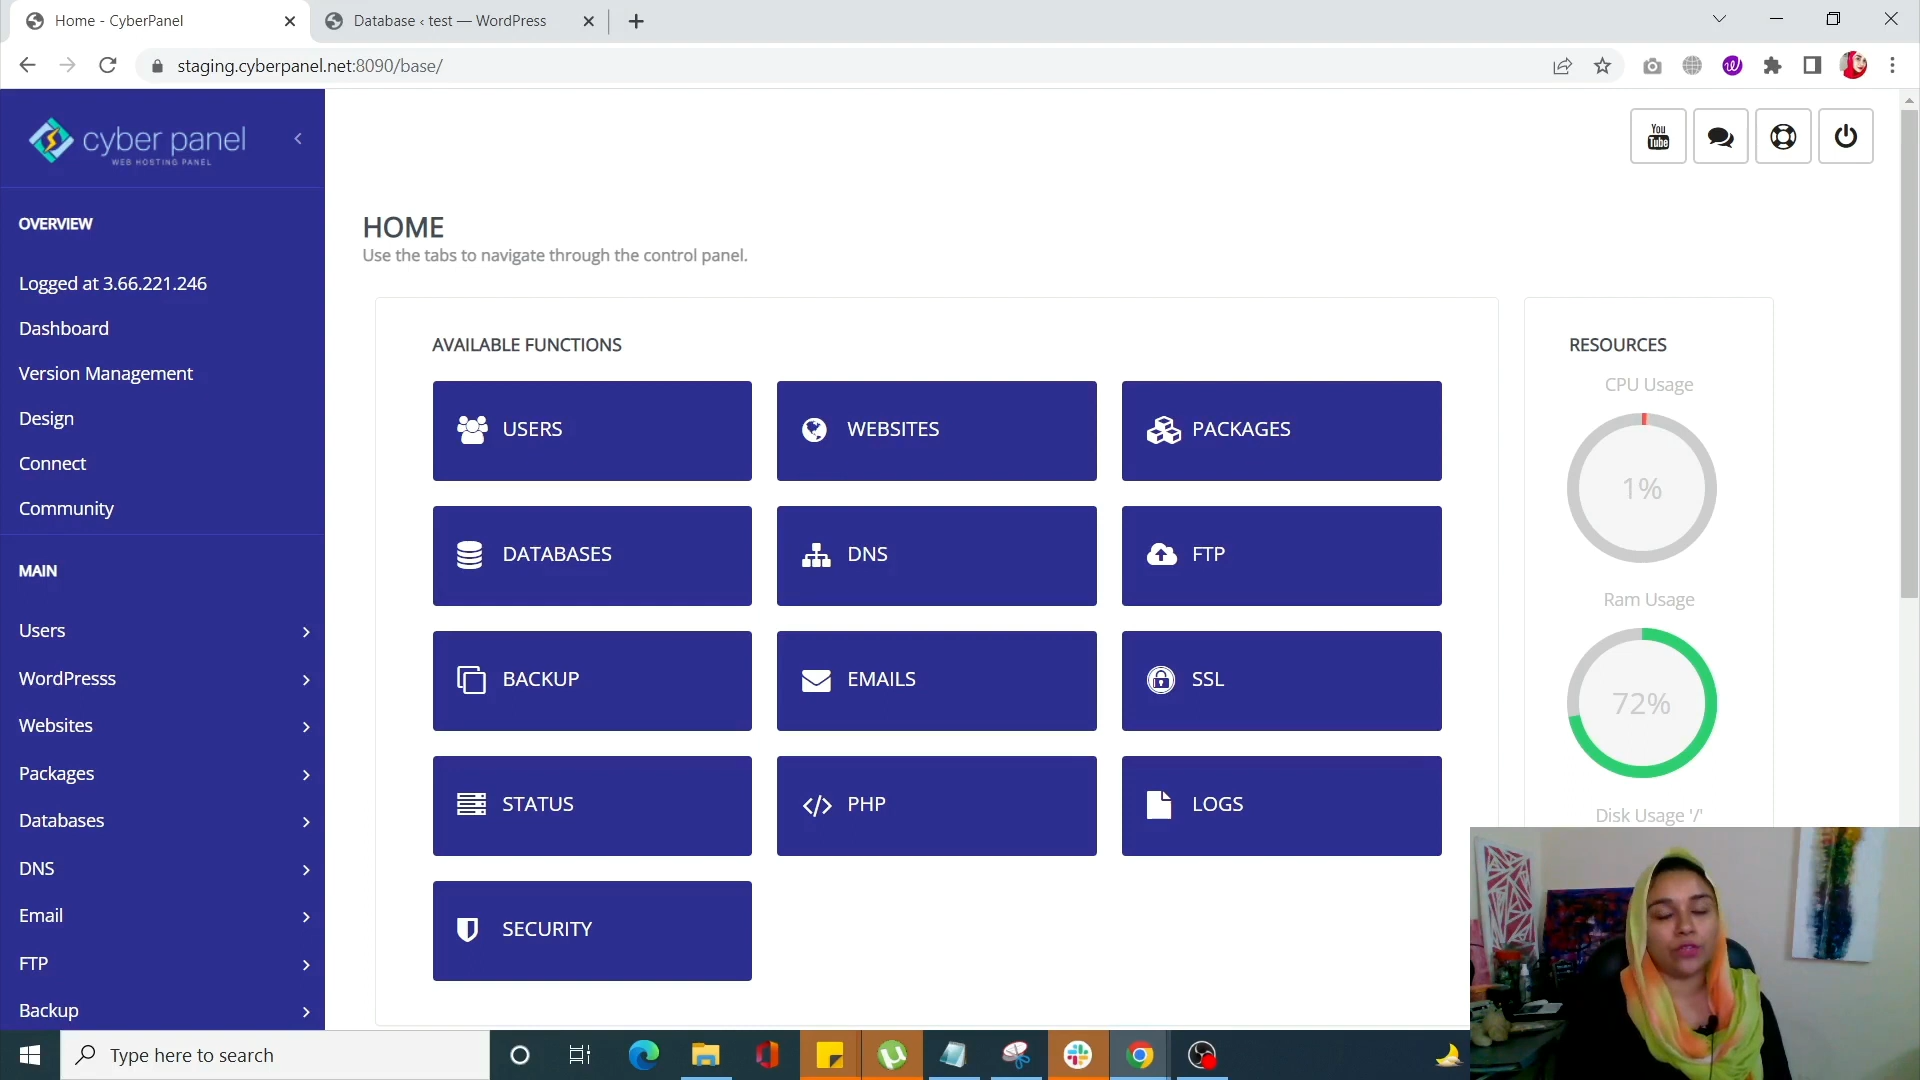 Home - CyberPanel
Database ‹ test — WordPress
staging.cyberpanel.net:8090/base/
cyber panel
WEB HOSTING PANEL
You
Tube
OVERVIEW
Logged at 3.66.221.246
Dashboard
Version Management
Design
Connect
Community
MAIN
Users
WordPresss
Websites
Packages
Databases
DNS
Email
FTP
Backup
HOME
Use the tabs to navigate through the control panel.
AVAILABLE FUNCTIONS
USERS
WEBSITES
PACKAGES
DATABASES
DNS
FTP
BACKUP
EMAILS
SSL
STATUS
PHP
LOGS
SECURITY
RESOURCES
CPU Usage
1%
Ram Usage
72%
Disk Usage '/'
Type here to search